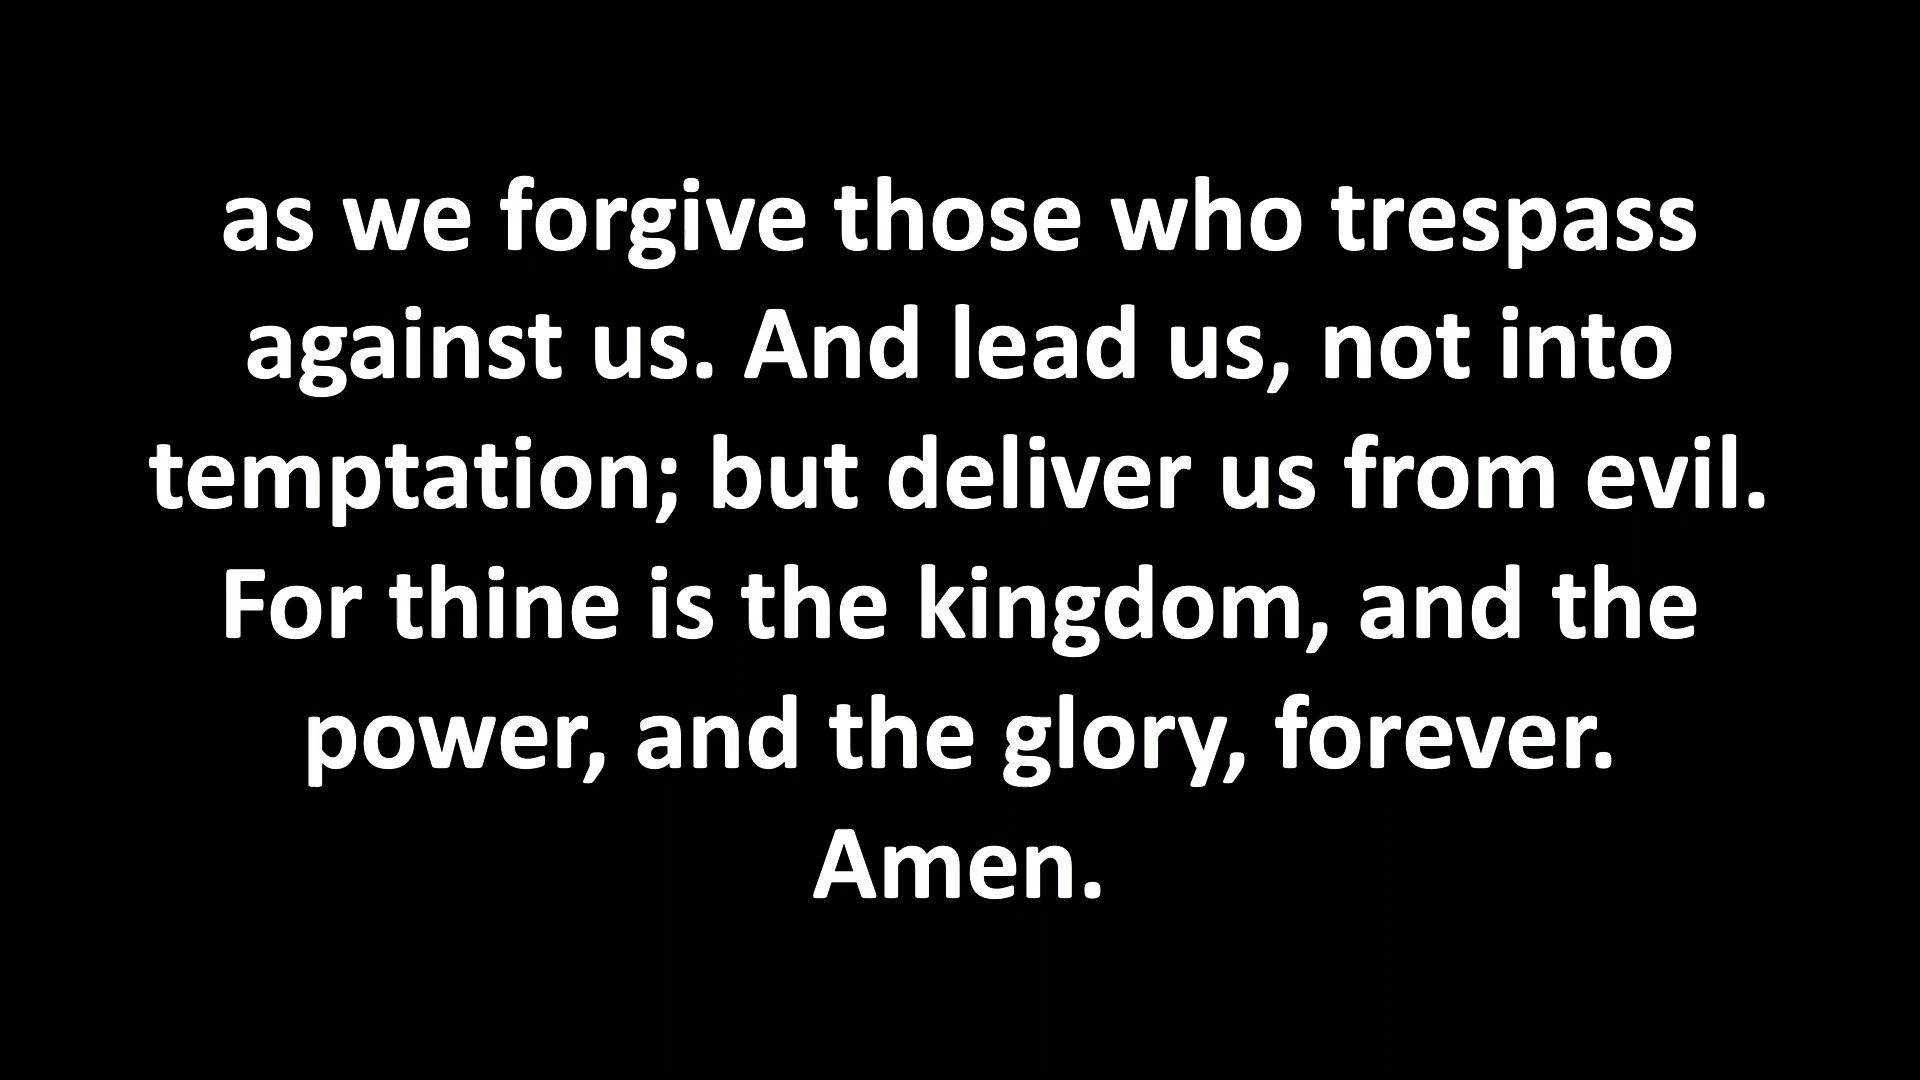 as we forgive those who trespass
against us. And lead us, not into
temptation; but deliver us from evil.
For thine is the kingdom, and the
power, and the glory, forever.
Amen.